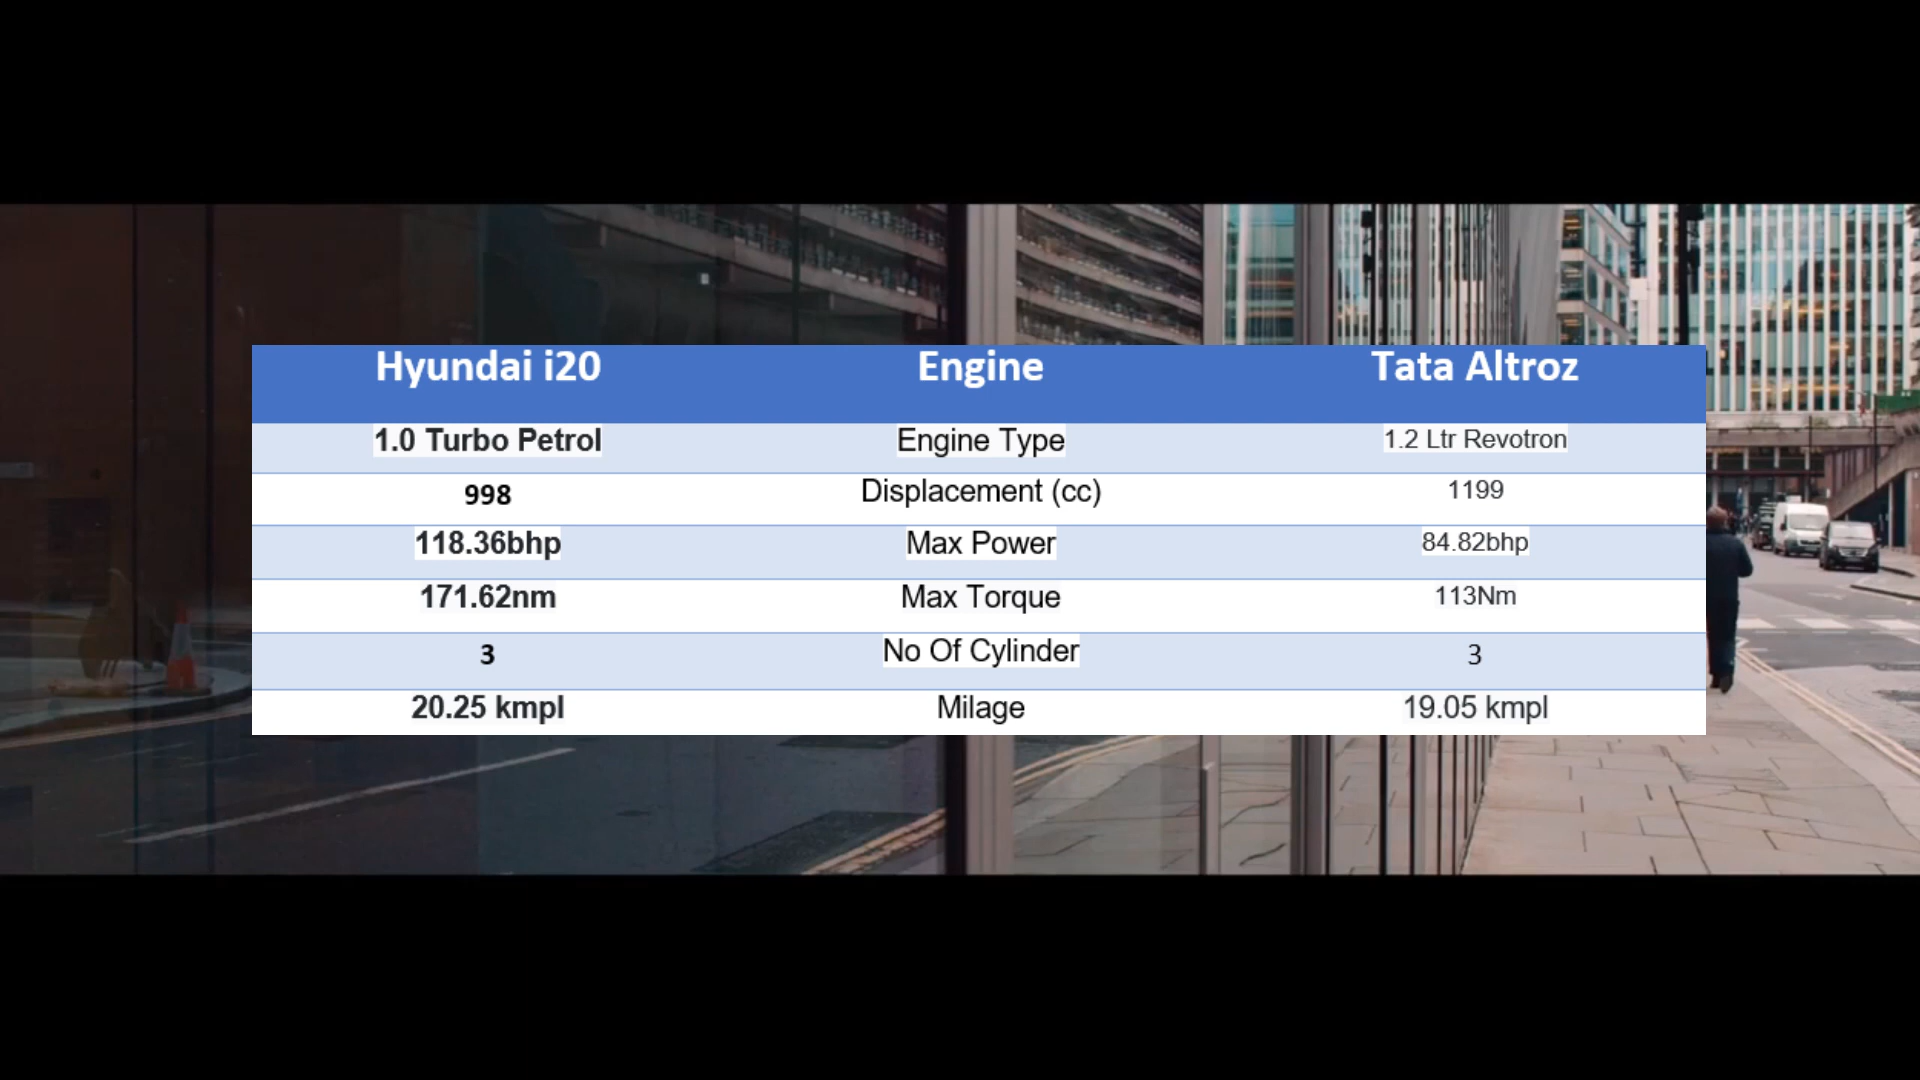 Hyundai i20 Engine Tata Altroz
1.0 Turbo Petrol Engine Type 1.2 Ltr Revotron
998 Displacement (cc) 1199
118.36bhp Max Power 84.82bhp
171.62nm Max Torque 113Nm
3 No Of Cylinder 3
20.25 kmpl Milage 19.05 kmpl